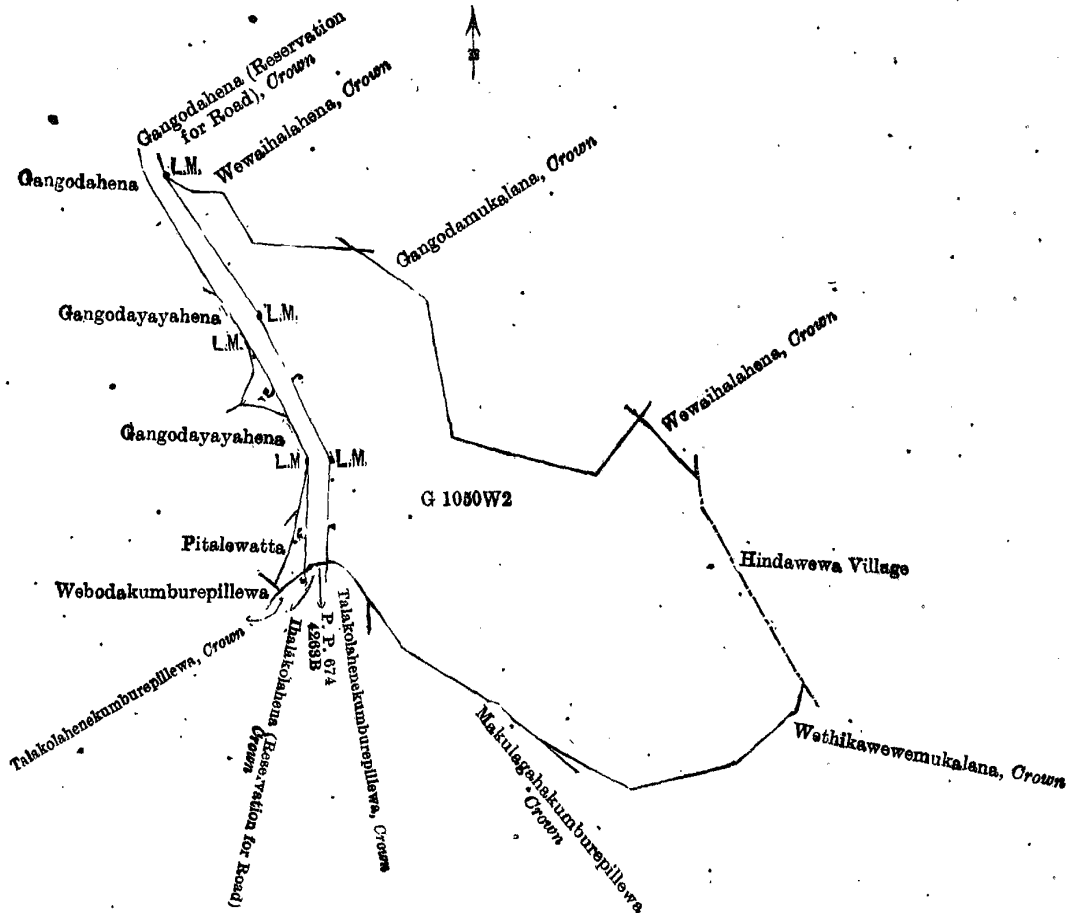 N
Gangodahena (Reservation
for Road), Crown
Wewaihalahena, Crown
L.M.
Gangodahena
Gangodamukalana, Crown
Gangodayayahena
L.M.
L.M.
Wewaihalahena, Crown
Gangodayayahena
L.M
L.M.
G 1050W2
Pitalewatta
Hindawewa Village
Webodakumburepillewa
Talakolahenekumburepillewa, Crown
Ihalakolahena (Reservation for Road)
Crown
P. P. 674
4263B
Talakolahenekumburepillewa, Crown
Makulagahakumburepillewa
Crown
Wethikawewemukalana, Crown